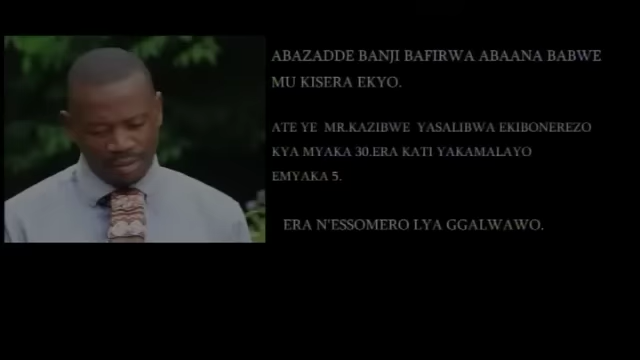 ABAZADDE BANJI BAFIRWA ABAANA BABWE
MU KISERA EKYO.
ATE YE MR.KAZIBWE YASALIBWA EKIBONEREZO
KYA MYAKA 30.ERA KATI YAKAMALAYO
EMYAKA 5.
ERA N'ESSOMERO LYA GGALWAWO.